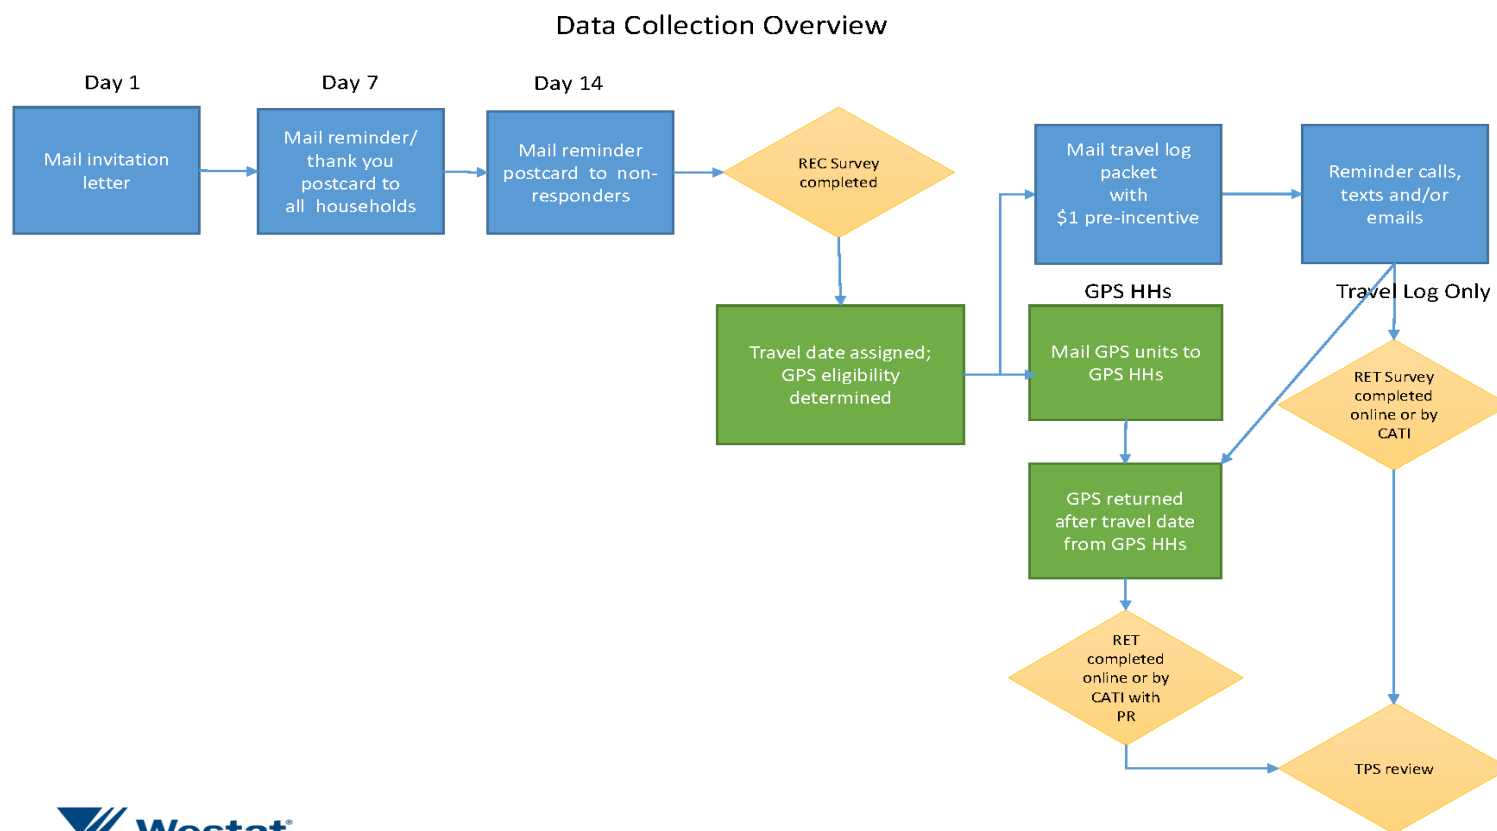 Data Collection Overview
Day 1
Day 7
Day 14
Mail invitation
letter
Mail reminder/
thank you
postcard to
all households
Mail reminder
postcard to non-
responders
REC Survey
completed
Mail travel log
packet
with
$1 pre-incentive
Reminder calls,
texts and/or
emails
GPS HHs
Travel Log Only
Travel date assigned;
GPS eligibility
determined
Mail GPS units to
GPS HHs
RET Survey
completed
online or by
CATI
GPS returned
after travel date
from GPS HHs
RET
completed
online or by
CATI with
PR
TPS review
Westat®